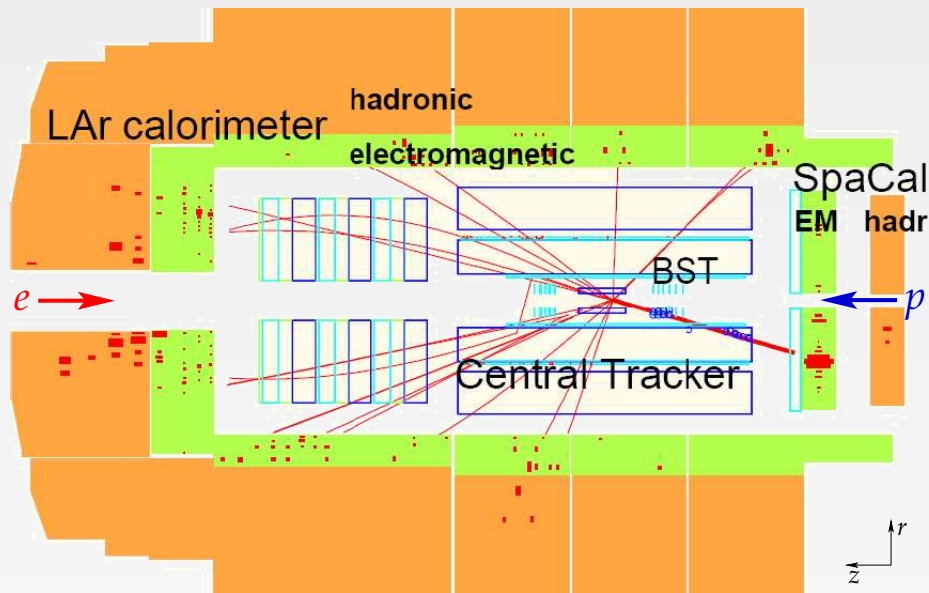 hadronic
LAr calorimeter
electromagnetic
SpaCal
EM hadr
BST
e
p
Central Tracker
r
z